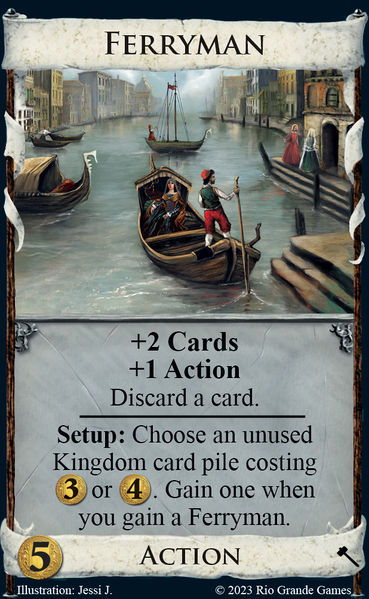 FERRYMAN
+2 Cards
+1 Action
Discard a card.
Setup: Choose an unused
Kingdom card pile costing
3 or 4. Gain one when
you gain a Ferryman.
5
ACTION
Illustration: Jessi J.
© 2023 Rio Grande Games